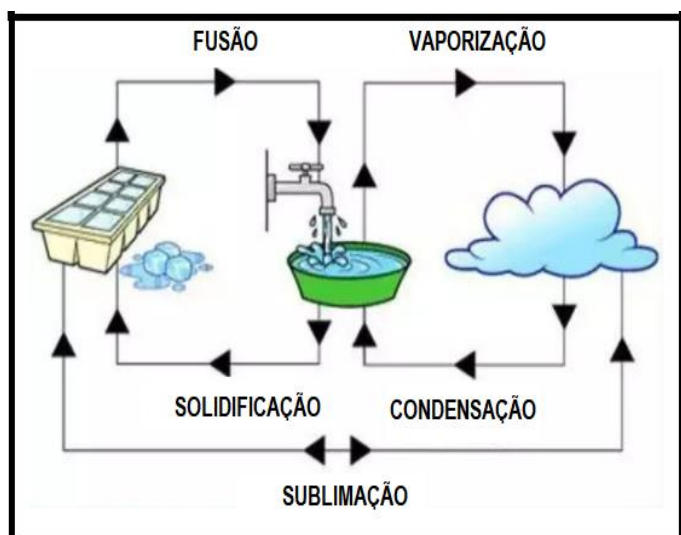 FUSÃO
VAPORIZAÇÃO
SOLIDIFICAÇÃO
CONDENSAÇÃO
SUBLIMAÇÃO